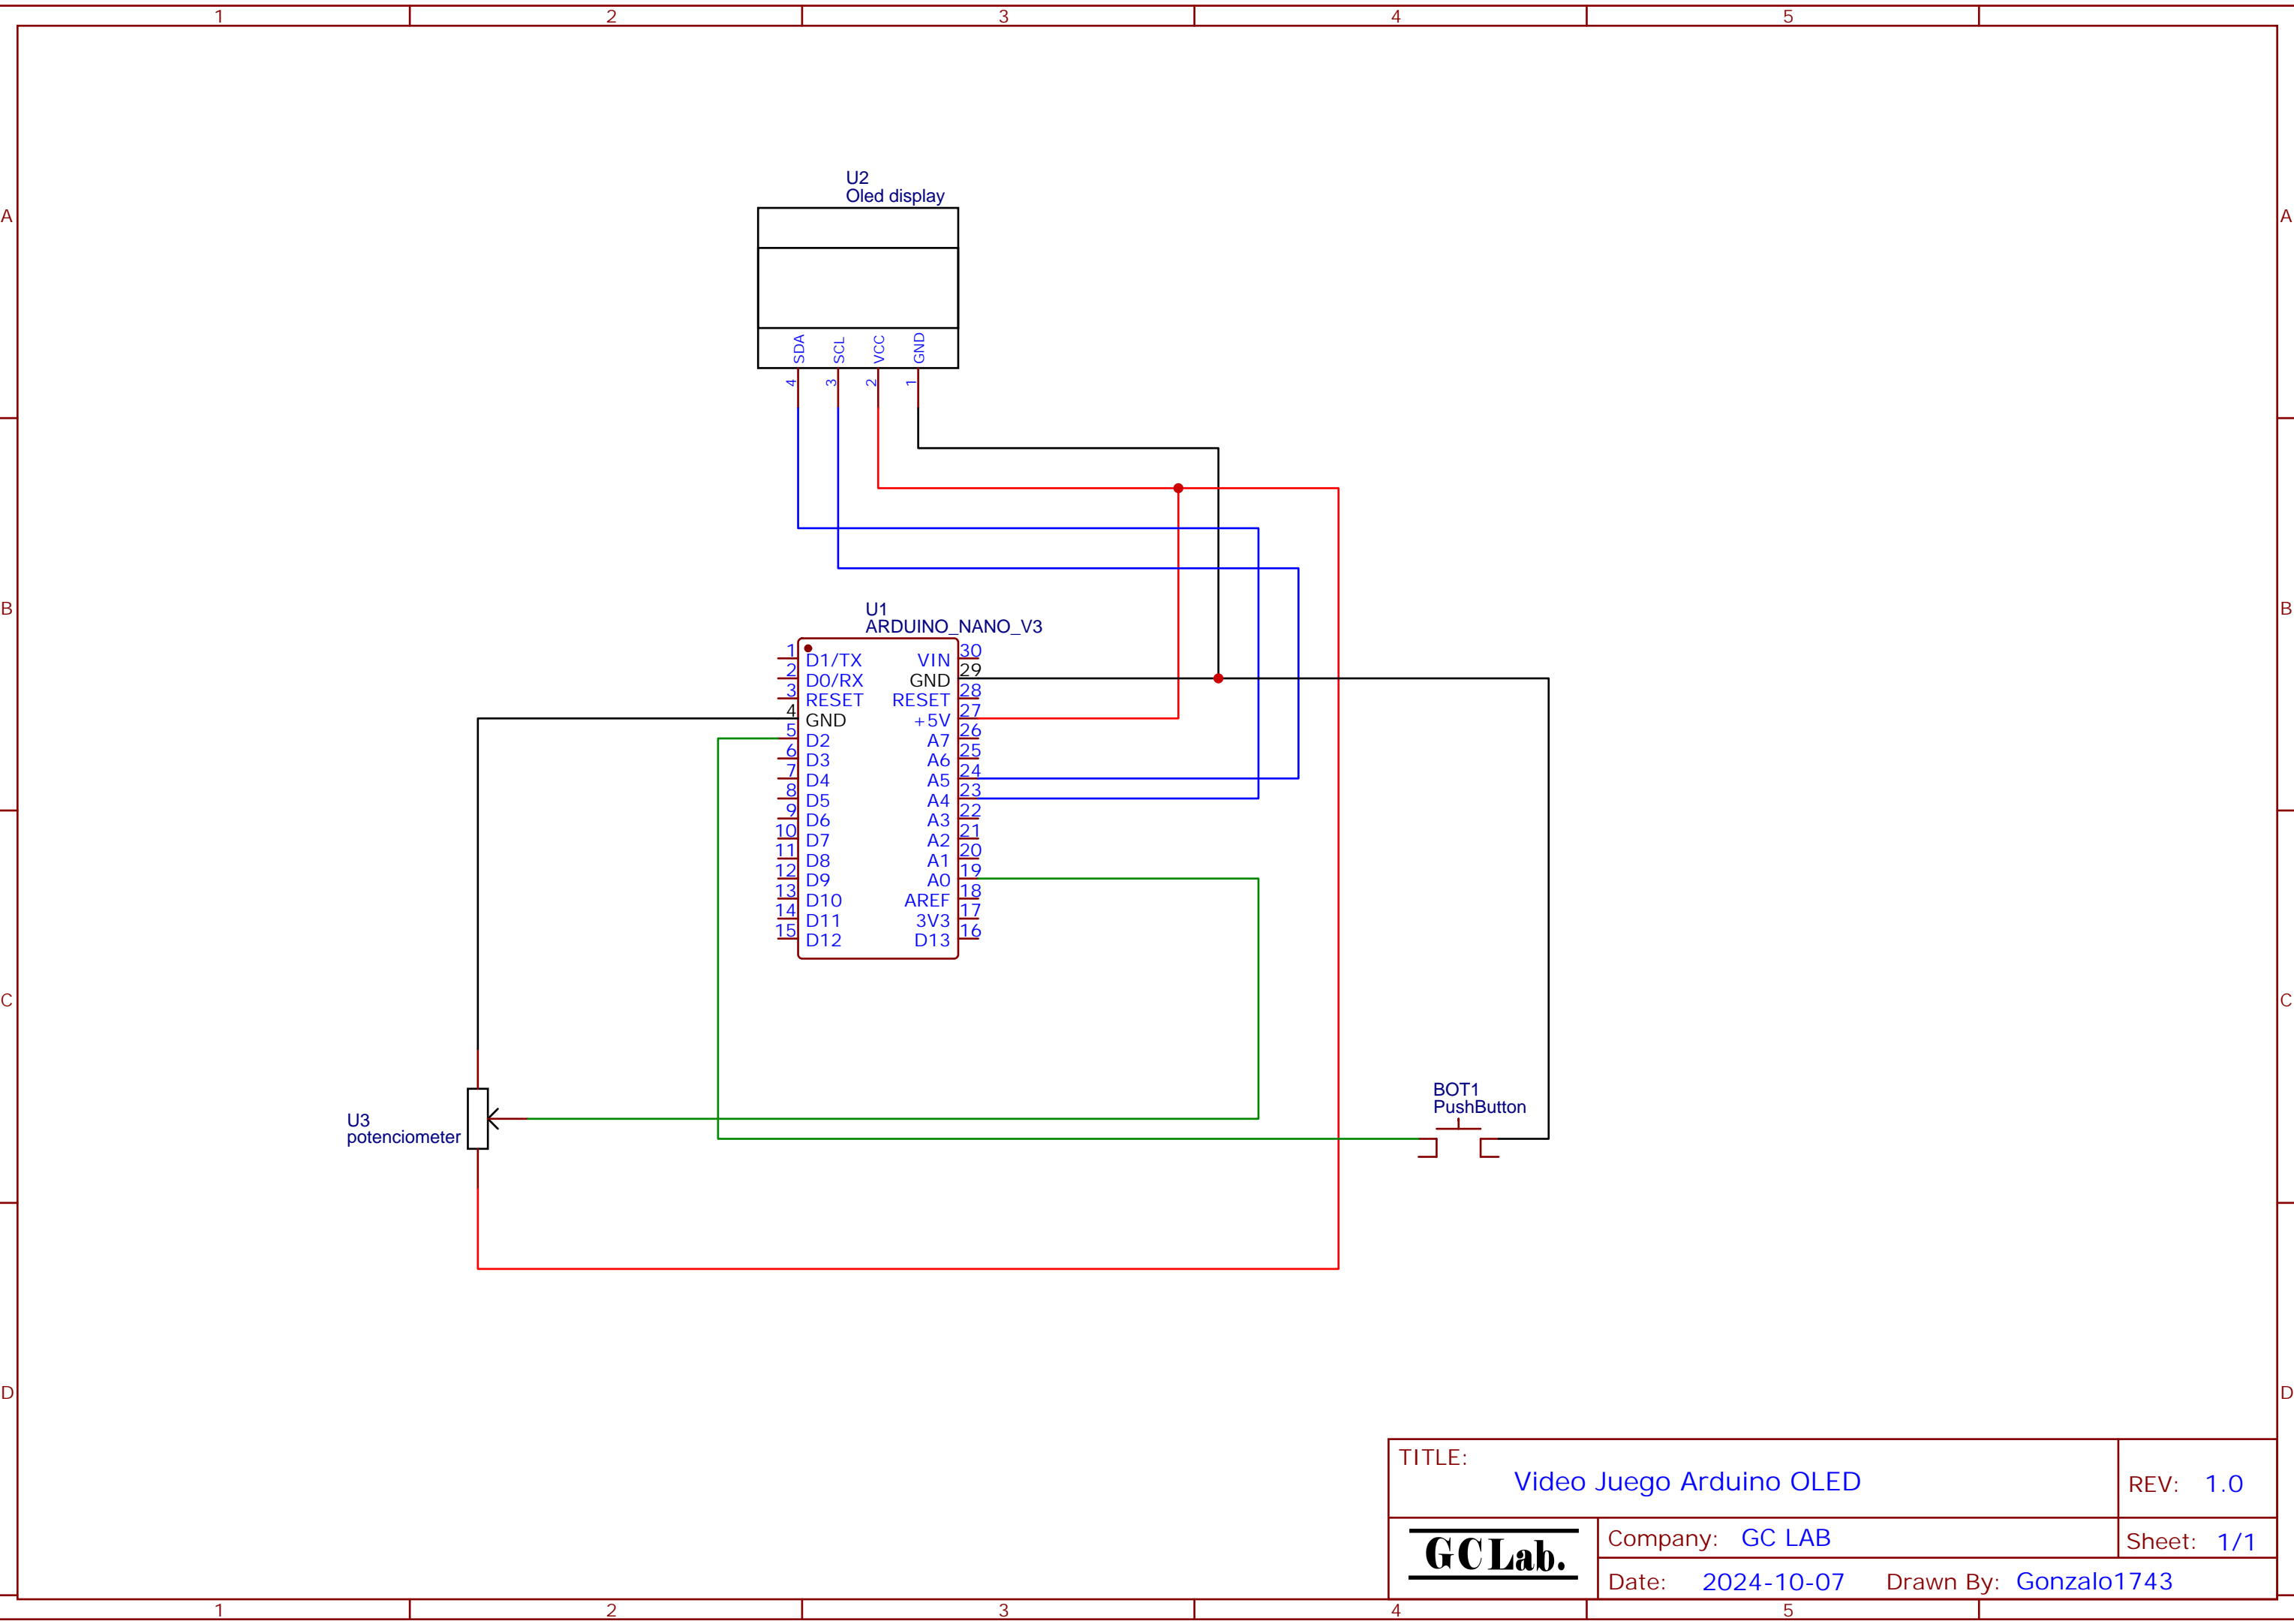 1 2 3 4 5
A A
U2
Oled display
SDA SCL VCC GND
4 3 2 1
B B
U1
ARDUINO_NANO_V3
1 D1/TX VIN 30
2 D0/RX GND 29
3 RESET RESET 28
4 GND +5V 27
5 D2 A7 26
6 D3 A6 25
7 D4 A5 24
8 D5 A4 23
9 D6 A3 22
10 D7 A2 21
11 D8 A1 20
12 D9 A0 19
13 D10 AREF 18
14 D11 3V3 17
15 D12 D13 16
C C
BOT1
PushButton
U3
potenciometer
D D
TITLE:
Video Juego Arduino OLED
REV: 1.0
GCLab.
Company: GC LAB
Sheet: 1/1
Date: 2024-10-07 Drawn By: Gonzalo1743
1 2 3 4 5